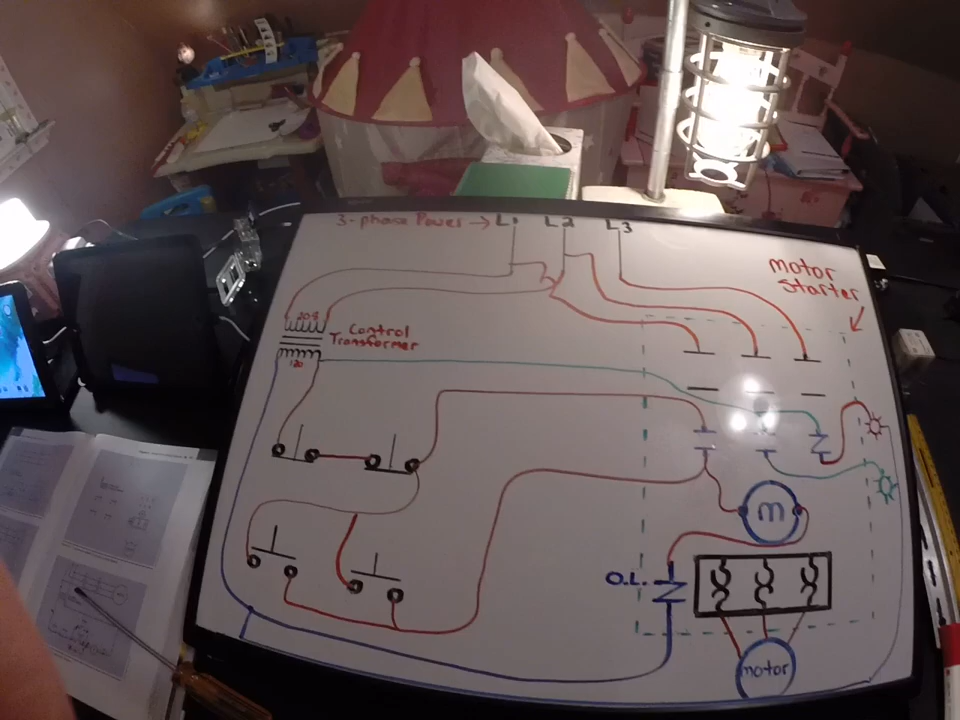 3-phase Power → L1 L2 L3
motor
Starter
208
Control
Transformer
120
m
O.L.
motor